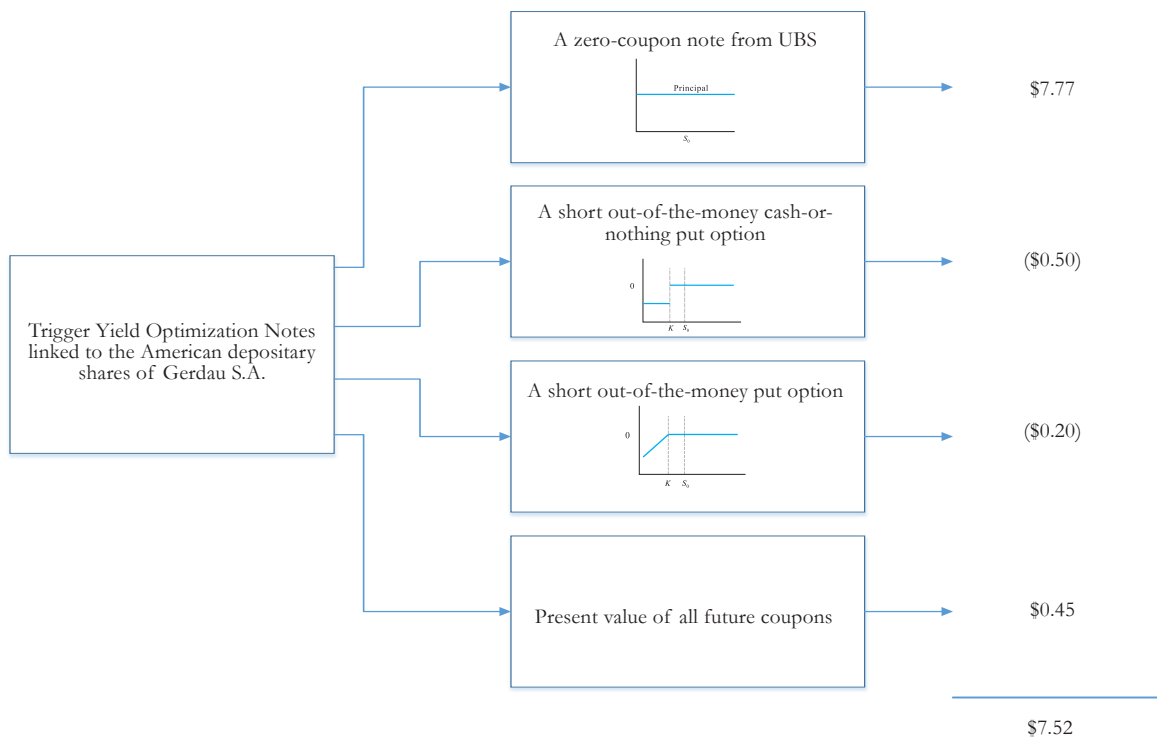 A zero-coupon note from UBS
Principal
S₀
$7.77
A short out-of-the-money cash-or-
nothing put option
0
K
S₀
($0.50)
Trigger Yield Optimization Notes
linked to the American depositary
shares of Gerdau S.A.
A short out-of-the-money put option
0
K
S₀
($0.20)
Present value of all future coupons
$0.45
$7.52